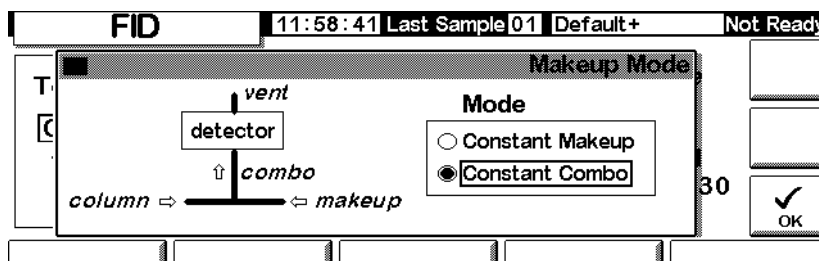 FID
11:58:41 Last Sample 01 Default+ Not Ready
Makeup Mode
vent
Mode
detector
Constant Makeup
combo
Constant Combo
column ⇨ ⇦ makeup
30
OK